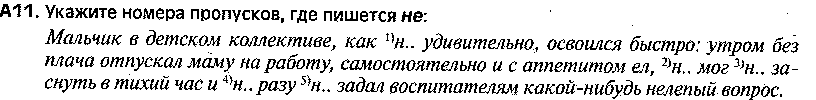 А11. Укажите номера пропусков, где пишется не:
Мальчик в детском коллективе, как 1)н.. удивительно, освоился быстро: утром без
плача отпускал маму на работу, самостоятельно и с аппетитом ел, 2)н.. мог 3)н.. за-
снуть в тихий час и 4)н.. разу 5)н.. задал воспитателям какой-нибудь нелепый вопрос.